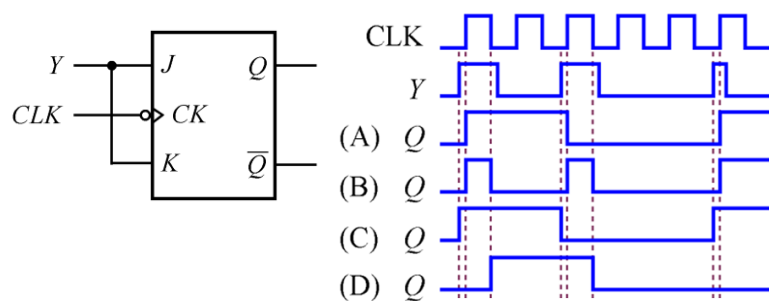 Y J Q
CLK CK
K Q̅
CLK
Y
(A) Q
(B) Q
(C) Q
(D) Q